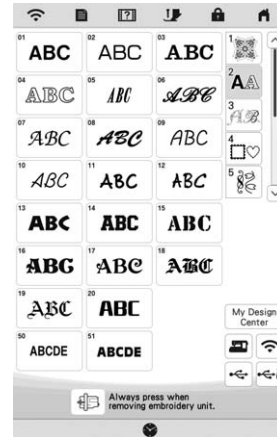 01 ABC 02 ABC 03 ABC 1
04 ABC 05 ABC 06 ABC 2 AA
07 ABC 08 ABC 09 ABC 3 AB
10 ABC 11 ABC 12 ABC 4
13 ABC 14 ABC 15 ABC 5
16 ABC 17 ABC 18 ABC
19 ABC 20 ABC
50 ABCDE 51 ABCDE
My Design
Center
Always press when
removing embroidery unit.